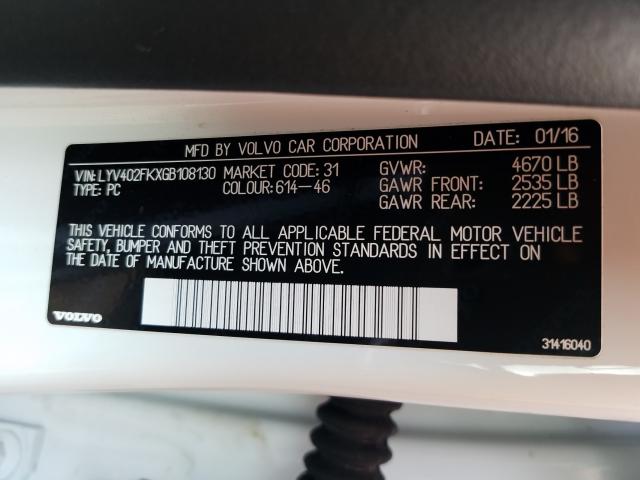 MFD BY VOLVO CAR CORPORATION DATE: 01/16
VIN: LYV402FKXGB108130 MARKET CODE: 31 GVWR: 4670 LB
TYPE: PC COLOUR: 614-46 GAWR FRONT: 2535 LB
GAWR REAR: 2225 LB
THIS VEHICLE CONFORMS TO ALL APPLICABLE FEDERAL MOTOR VEHICLE
SAFETY, BUMPER AND THEFT PREVENTION STANDARDS IN EFFECT ON
THE DATE OF MANUFACTURE SHOWN ABOVE.
VOLVO 31416040